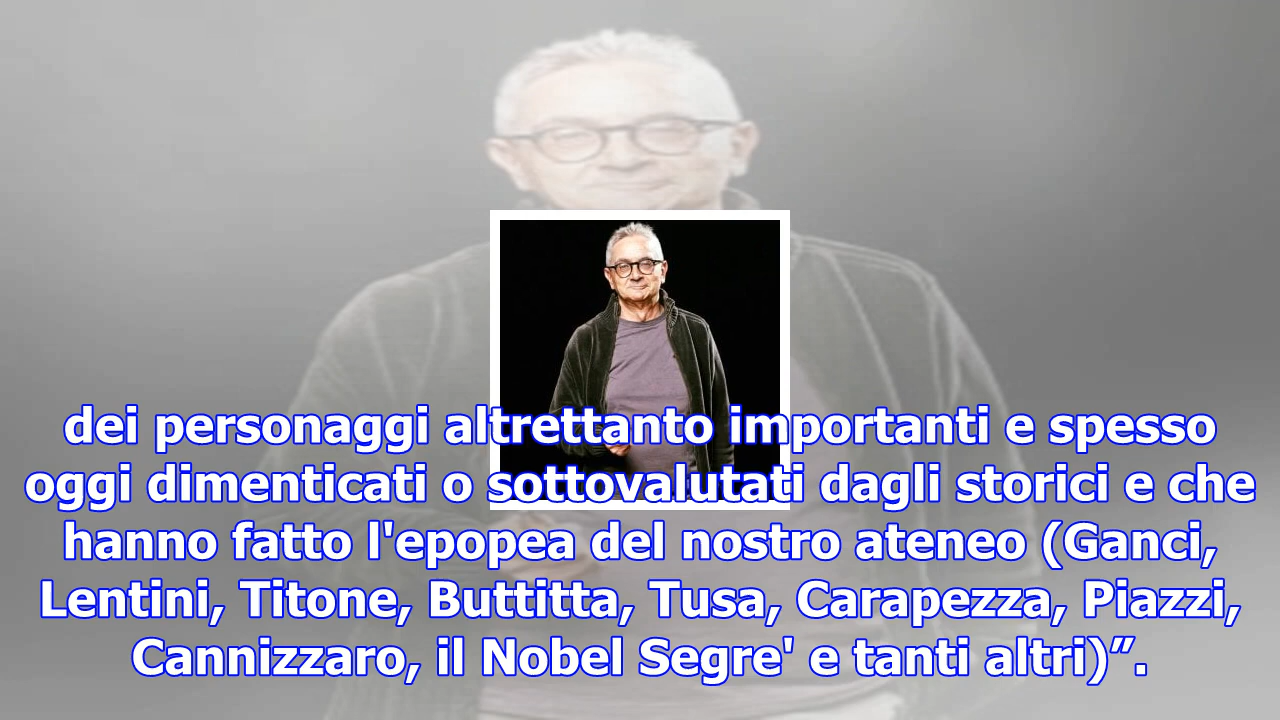 dei personaggi altrettanto importanti e spesso
oggi dimenticati o sottovalutati dagli storici e che
hanno fatto l'epopea del nostro ateneo (Ganci,
Lentini, Titone, Buttitta, Tusa, Carapezza, Piazzi,
Cannizzaro, il Nobel Segre' e tanti altri)”.